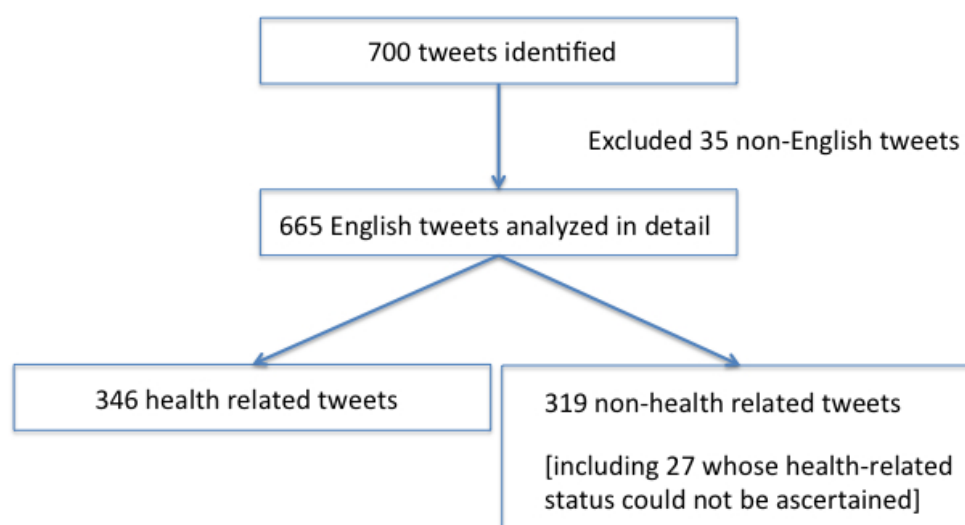 700 tweets identified
Excluded 35 non-English tweets
665 English tweets analyzed in detail
346 health related tweets
319 non-health related tweets
[including 27 whose health-related
status could not be ascertained]